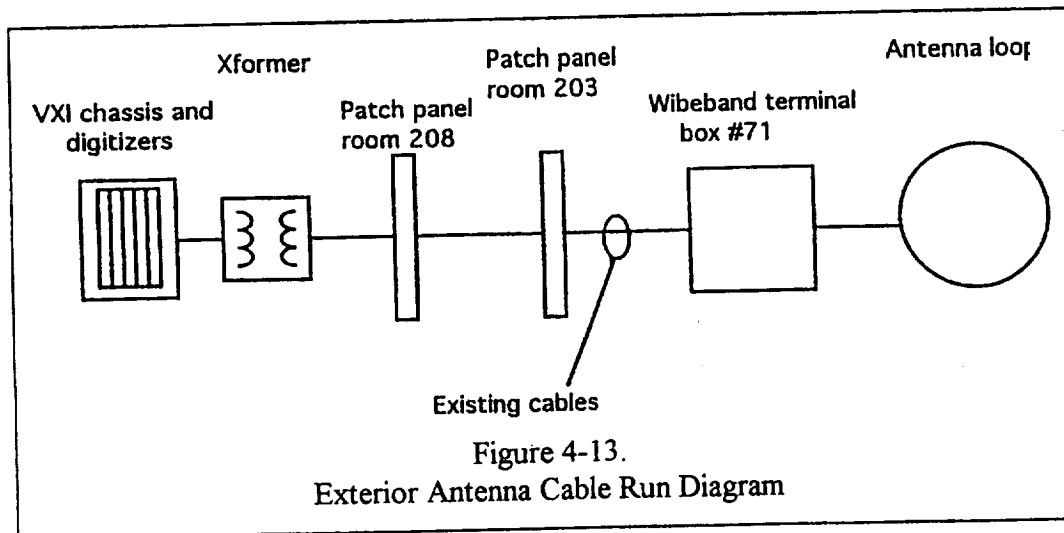 Xformer
Patch panel
room 203
Antenna loop
VXI chassis and
digitizers
Patch panel
room 208
Wibeband terminal
box #71
Existing cables
Figure 4-13.
Exterior Antenna Cable Run Diagram